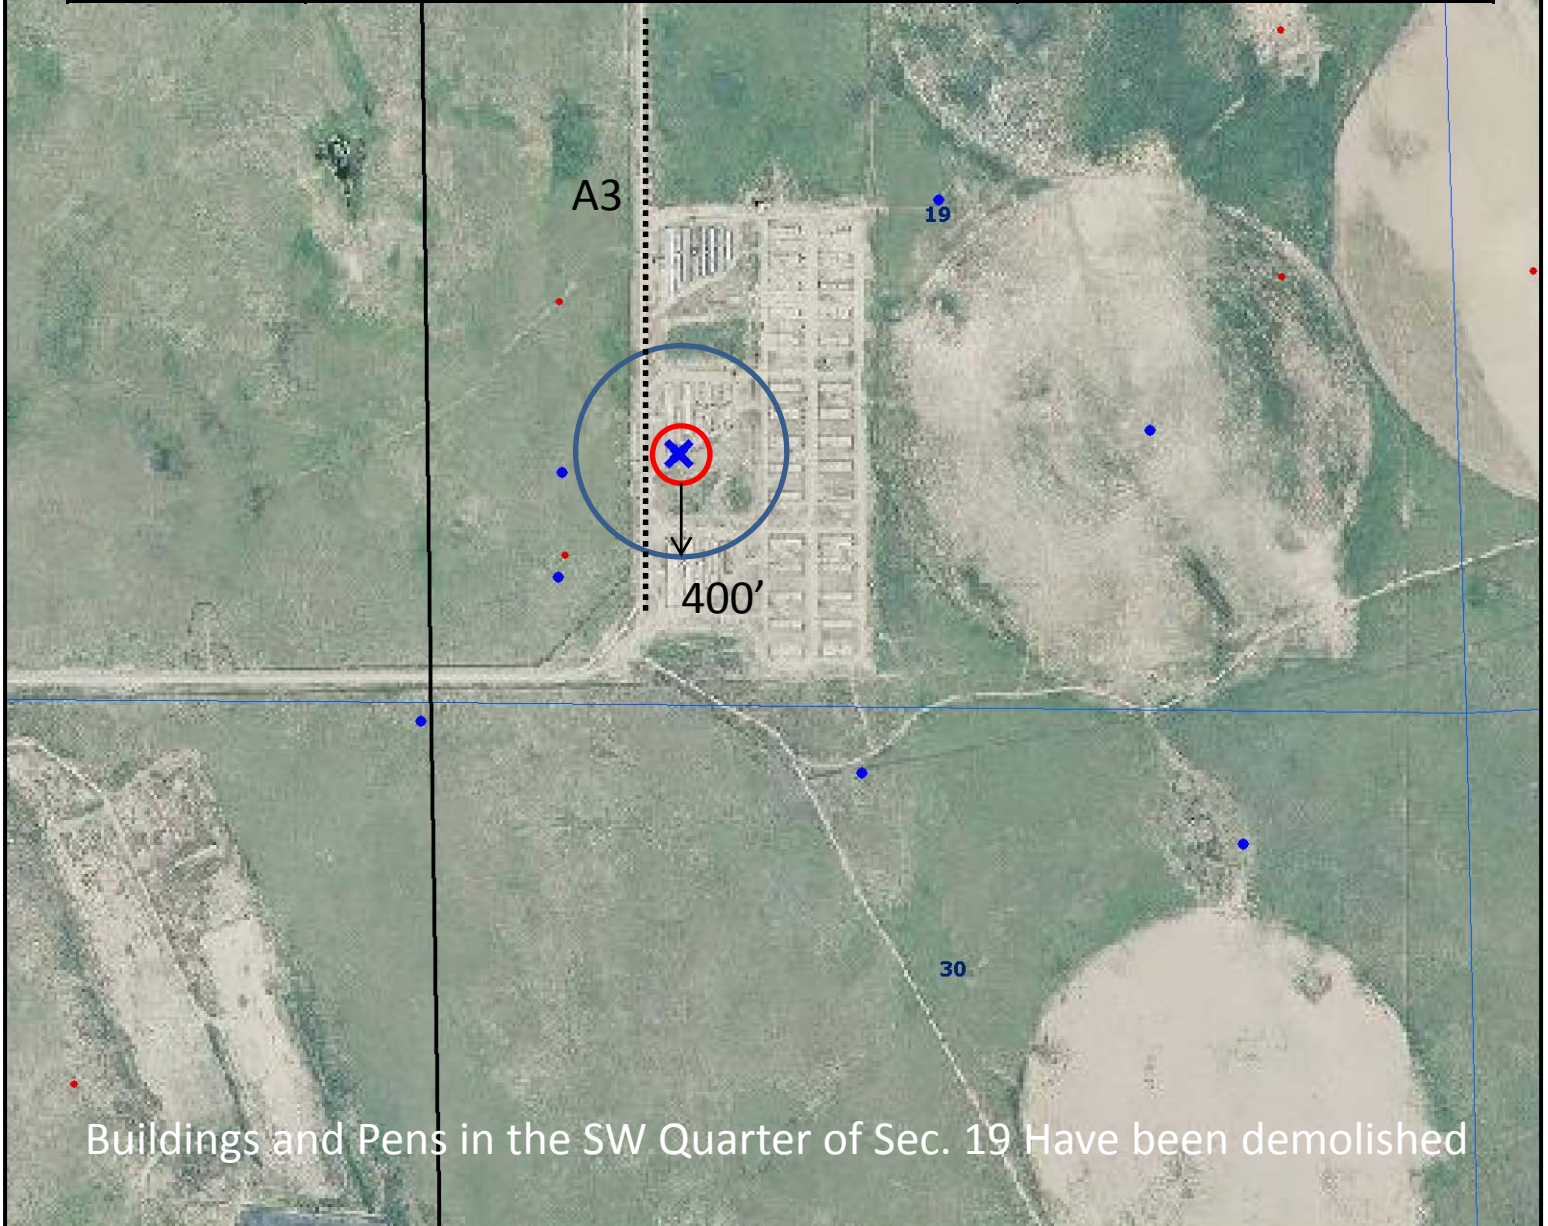 A3
19
400’
30
Buildings and Pens in the SW Quarter of Sec. 19 Have been demolished